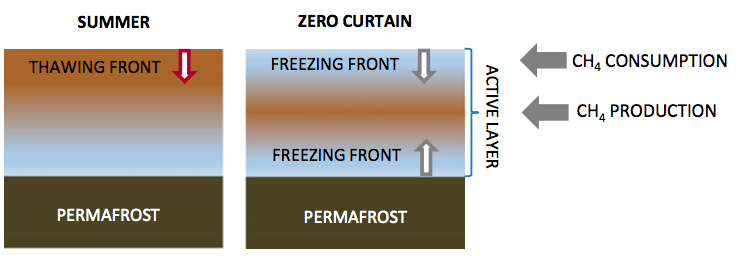 SUMMER
ZERO CURTAIN
THAWING FRONT
FREEZING FRONT
FREEZING FRONT
PERMAFROST
PERMAFROST
ACTIVE LAYER
CH₄ CONSUMPTION
CH₄ PRODUCTION